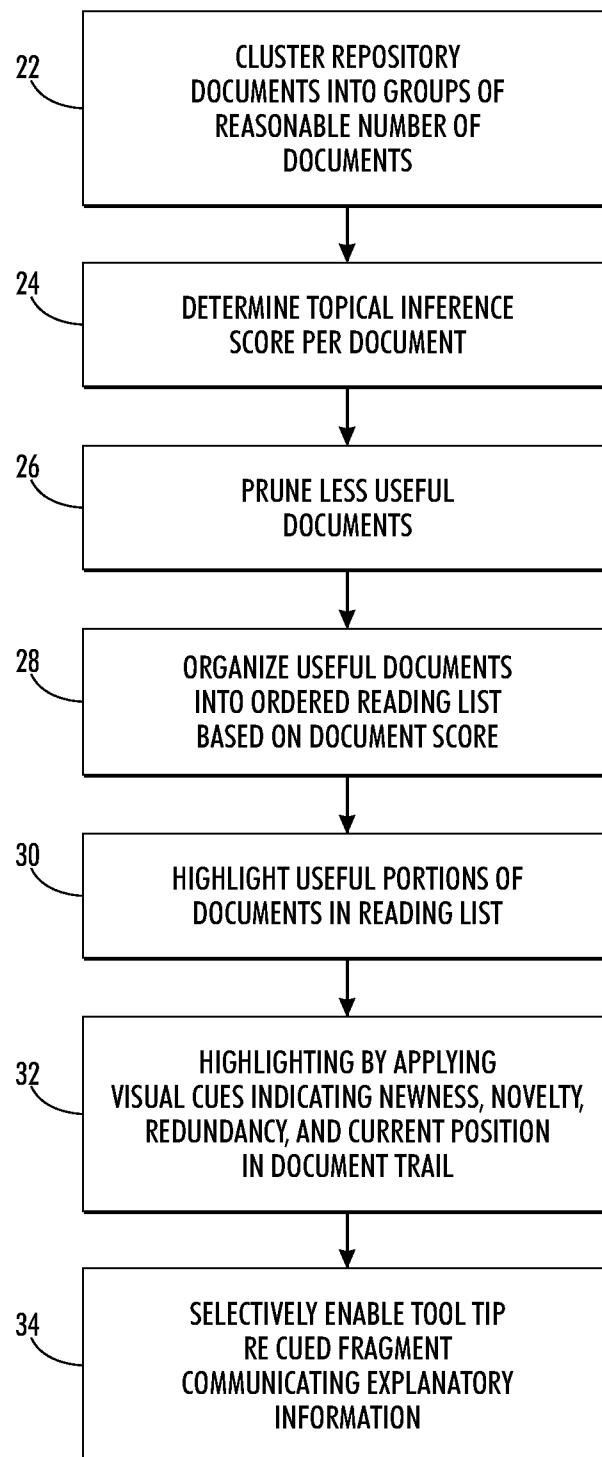 22
CLUSTER REPOSITORY
DOCUMENTS INTO GROUPS OF
REASONABLE NUMBER OF
DOCUMENTS
24
DETERMINE TOPICAL INFERENCE
SCORE PER DOCUMENT
26
PRUNE LESS USEFUL
DOCUMENTS
28
ORGANIZE USEFUL DOCUMENTS
INTO ORDERED READING LIST
BASED ON DOCUMENT SCORE
30
HIGHLIGHT USEFUL PORTIONS OF
DOCUMENTS IN READING LIST
32
HIGHLIGHTING BY APPLYING
VISUAL CUES INDICATING NEWNESS, NOVELTY,
REDUNDANCY, AND CURRENT POSITION
IN DOCUMENT TRAIL
34
SELECTIVELY ENABLE TOOL TIP
RE CUED FRAGMENT
COMMUNICATING EXPLANATORY
INFORMATION